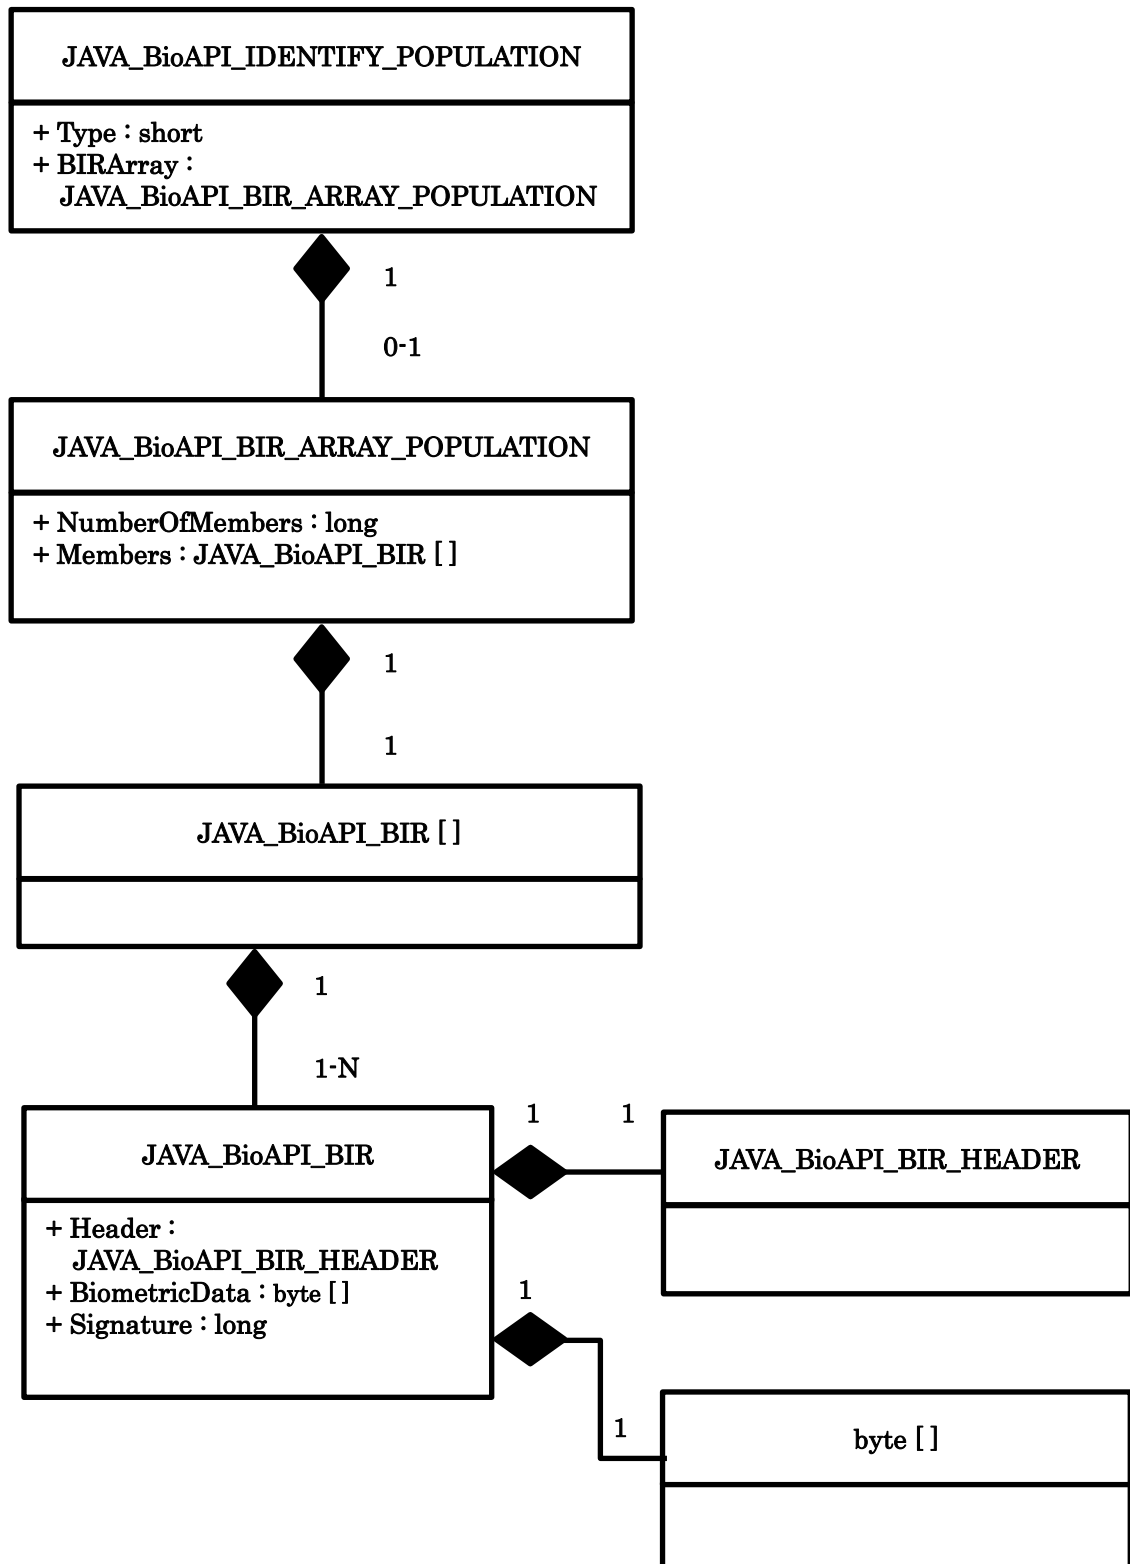 JAVA_BioAPI_IDENTIFY_POPULATION
+ Type : short
+ BIRArray :
JAVA_BioAPI_BIR_ARRAY_POPULATION
1
0-1
JAVA_BioAPI_BIR_ARRAY_POPULATION
+ NumberOfMembers : long
+ Members : JAVA_BioAPI_BIR [ ]
1
1
JAVA_BioAPI_BIR [ ]
1
1-N
1 1
JAVA_BioAPI_BIR
JAVA_BioAPI_BIR_HEADER
+ Header :
JAVA_BioAPI_BIR_HEADER
+ BiometricData : byte [ ]
+ Signature : long
1
1
byte [ ]